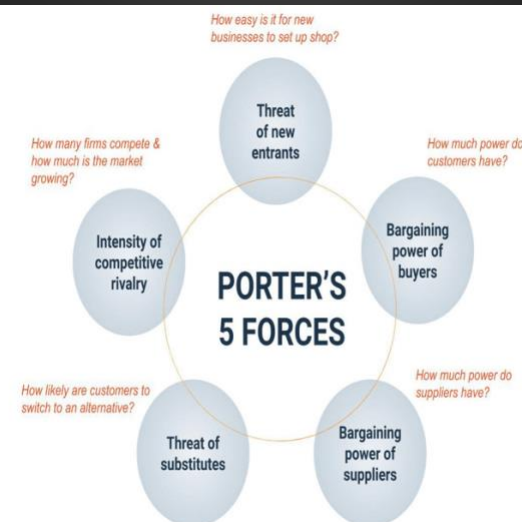 How easy is it for new
businesses to set up shop?
Threat
of new
entrants
How many firms compete &
how much is the market
growing?
How much power do
customers have?
Intensity of
competitive
rivalry
Bargaining
power of
buyers
PORTER'S
5 FORCES
How likely are customers to
switch to an alternative?
How much power do
suppliers have?
Threat of
substitutes
Bargaining
power of
suppliers